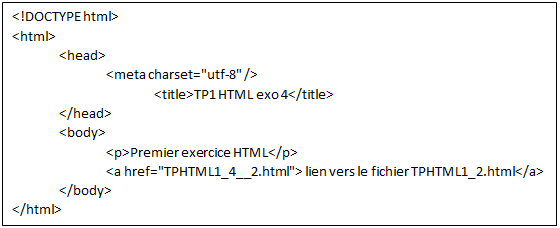 <!DOCTYPE html>
<html>
<head>
<meta charset="utf-8" />
<title>TP1 HTML exo 4</title>
</head>
<body>
<p>Premier exercice HTML</p>
<a href="TPHTML1_4__2.html"> lien vers le fichier TPHTML1_2.html</a>
</body>
</html>